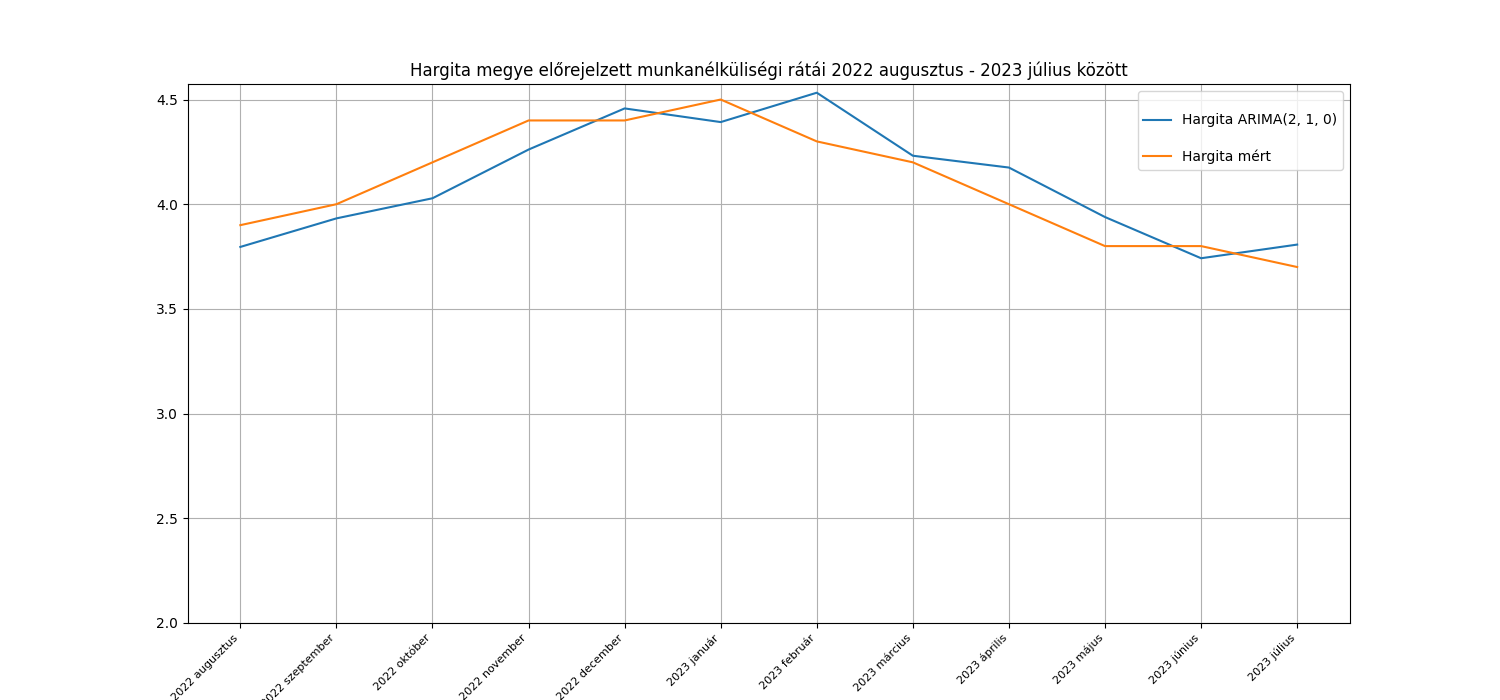 Hargita megye előrejelzett munkanélküliségi rátái 2022 augusztus - 2023 július között
Hargita ARIMA(2, 1, 0)
Hargita mért
4.5
4.0
3.5
3.0
2.5
2.0
2022 augusztus
2022 szeptember
2022 október
2022 november
2022 december
2023 január
2023 február
2023 március
2023 április
2023 május
2023 június
2023 július